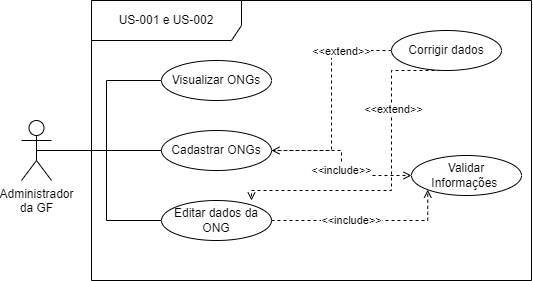 US-001 e US-002
<<extend>>
Corrigir dados
Visualizar ONGs
<<extend>>
Cadastrar ONGs
<<include>>
Validar
Informações
Administrador
da GF
Editar dados da
ONG
<<include>>